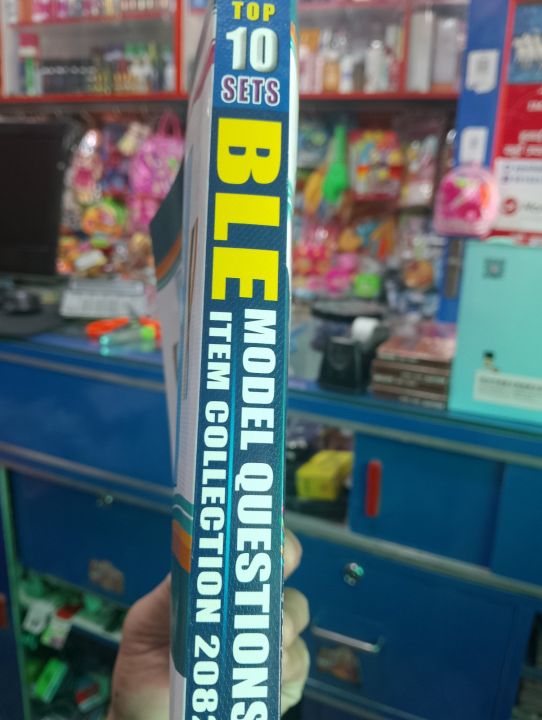 TOP
10
SETS
BLE
MODEL QUESTIONS
ITEM COLLECTION 2082